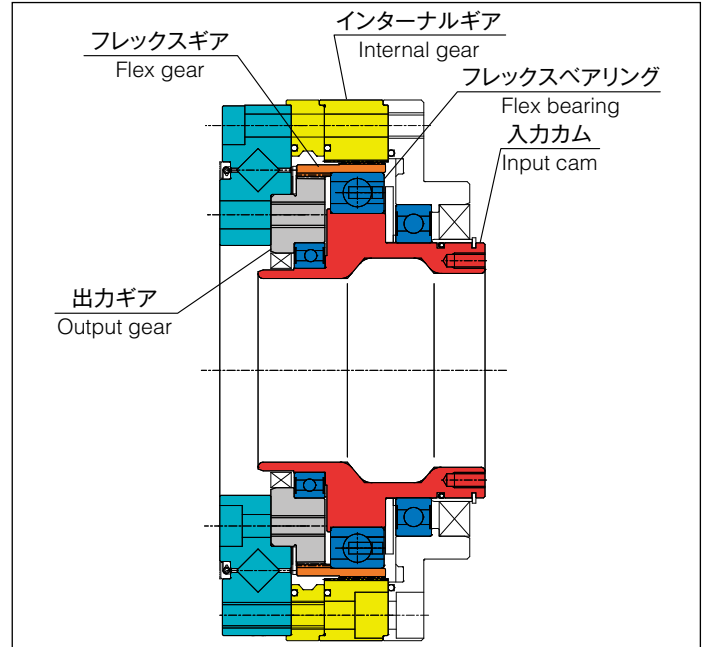 インターナルギア
Internal gear
フレックスギア
Flex gear
フレックスベアリング
Flex bearing
入力カム
Input cam
出力ギア
Output gear